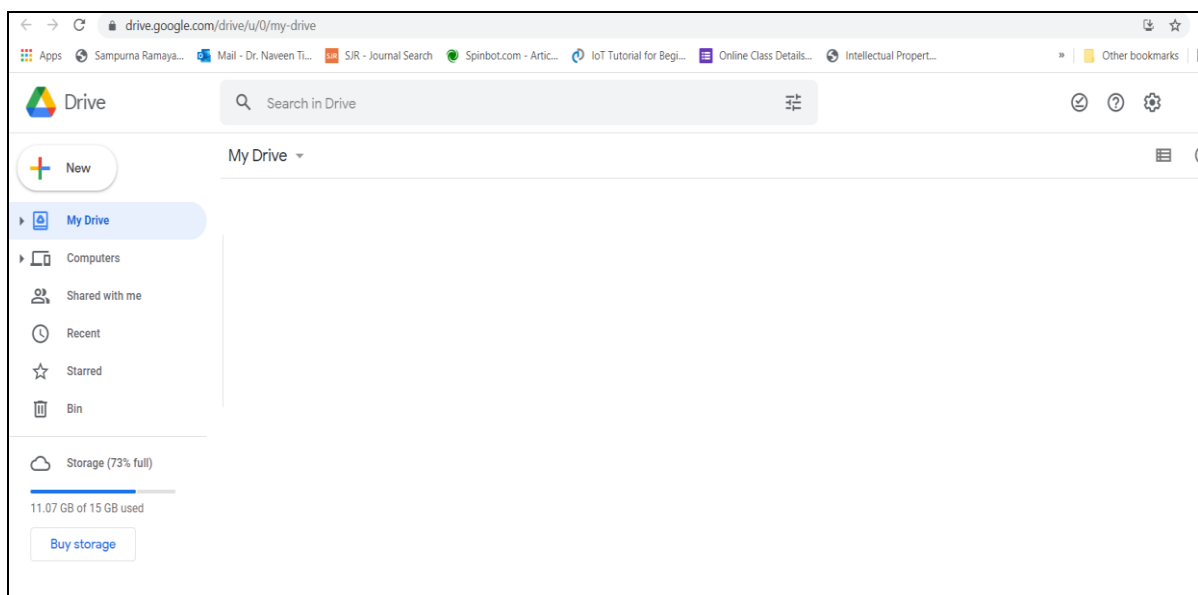 drive.google.com/drive/u/0/my-drive
Apps Sampurna Ramaya... Mail - Dr. Naveen Ti... SJR SJR - Journal Search Spinbot.com - Artic... IoT Tutorial for Begi... Online Class Details... Intellectual Propert... » Other bookmarks
Drive Search in Drive
New My Drive
My Drive
Computers
Shared with me
Recent
Starred
Bin
Storage (73% full)
11.07 GB of 15 GB used
Buy storage